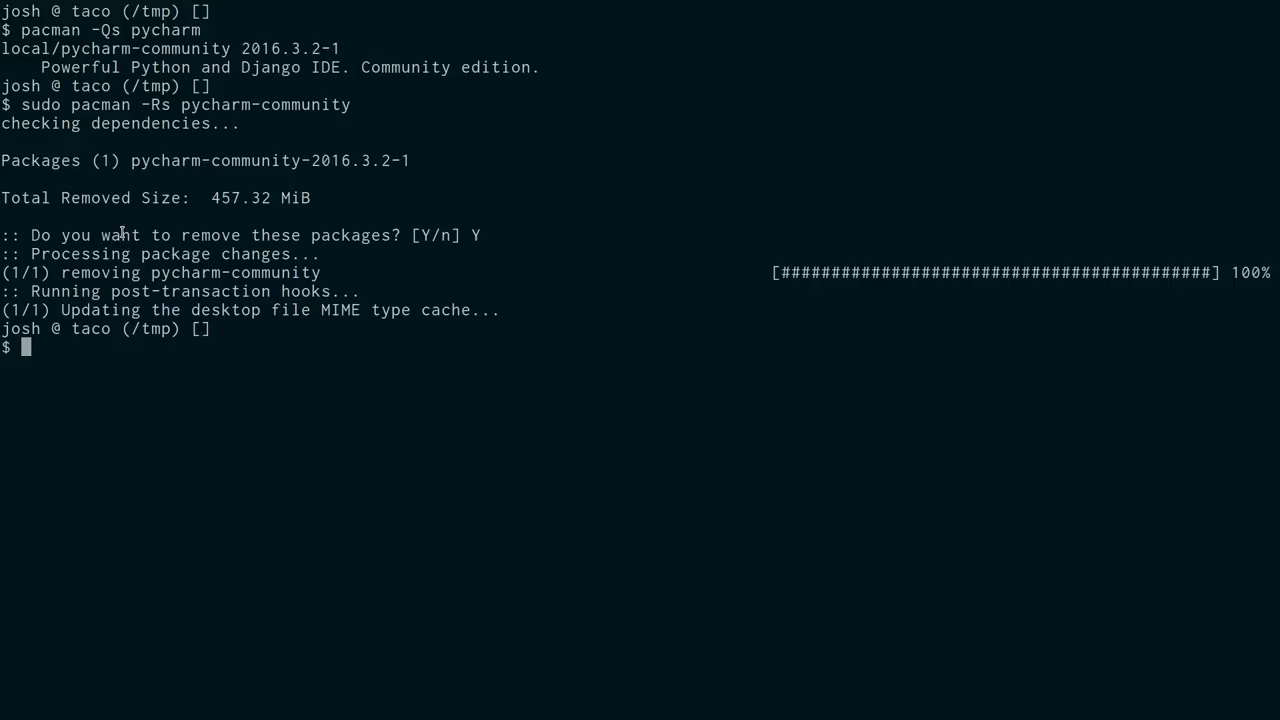 josh @ taco (/tmp) []
$ pacman -Qs pycharm
local/pycharm-community 2016.3.2-1
    Powerful Python and Django IDE. Community edition.
josh @ taco (/tmp) []
$ sudo pacman -Rs pycharm-community
checking dependencies...

Packages (1) pycharm-community-2016.3.2-1

Total Removed Size:  457.32 MiB

:: Do you want to remove these packages? [Y/n] Y
:: Processing package changes...
(1/1) removing pycharm-community [###########################################] 100%
:: Running post-transaction hooks...
(1/1) Updating the desktop file MIME type cache...
josh @ taco (/tmp) []
$